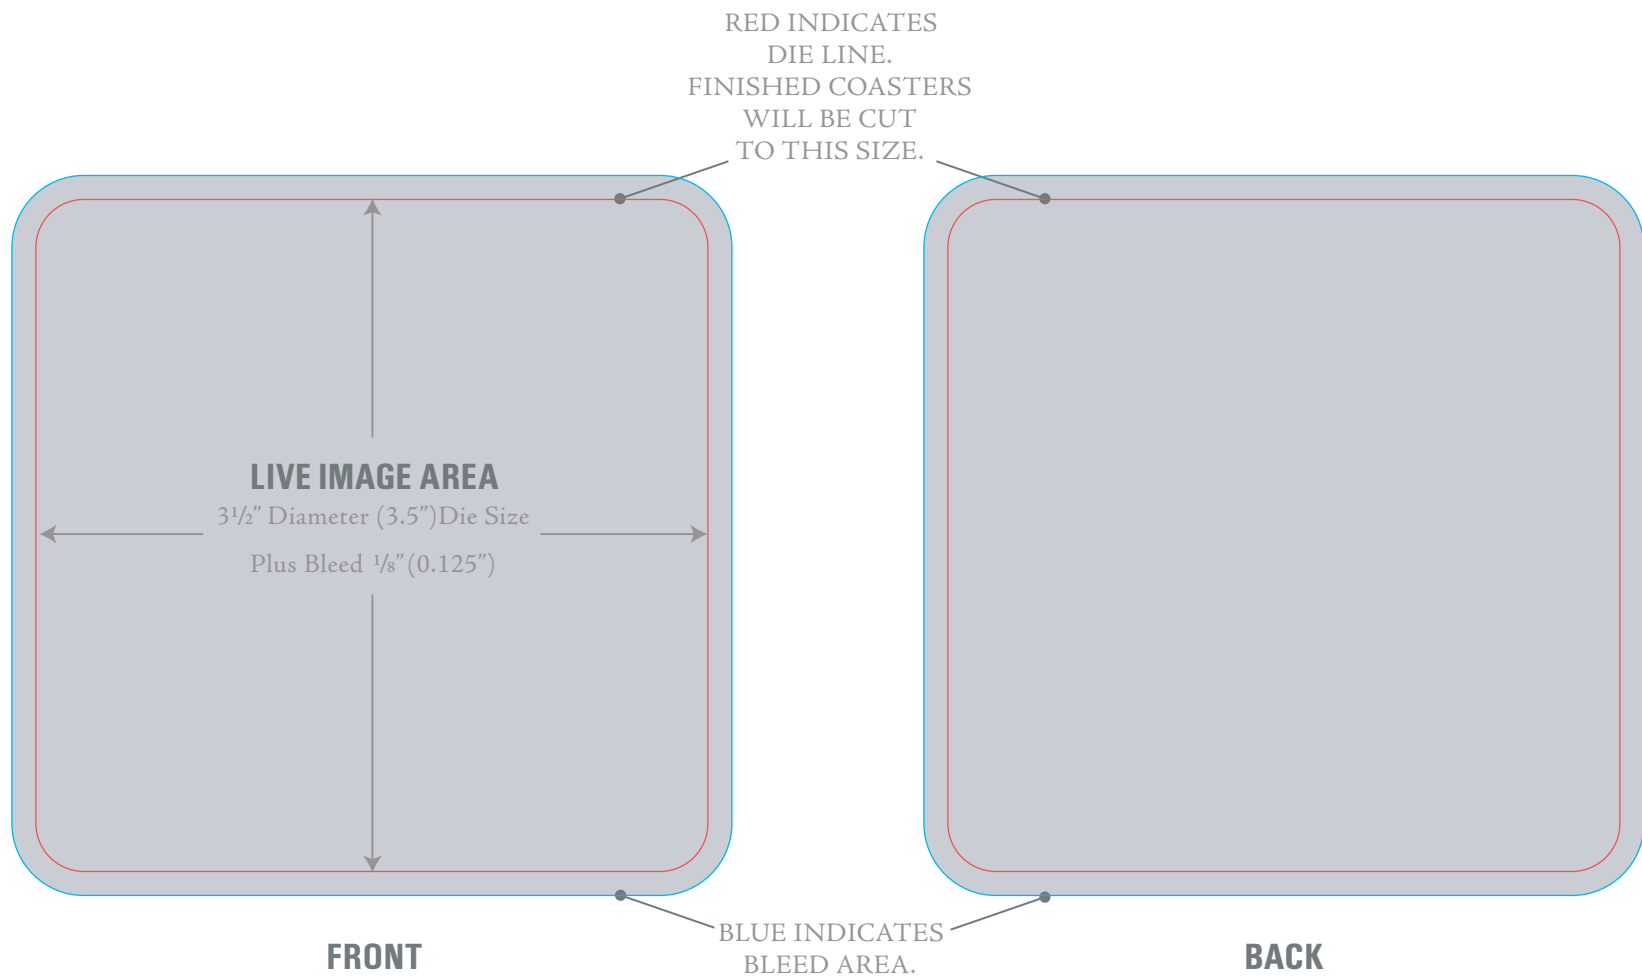 RED INDICATES
DIE LINE.
FINISHED COASTERS
WILL BE CUT
TO THIS SIZE.
LIVE IMAGE AREA
3½” Diameter (3.5”)Die Size
Plus Bleed ⅛”(0.125”)
BLUE INDICATES
BLEED AREA.
FRONT
BACK